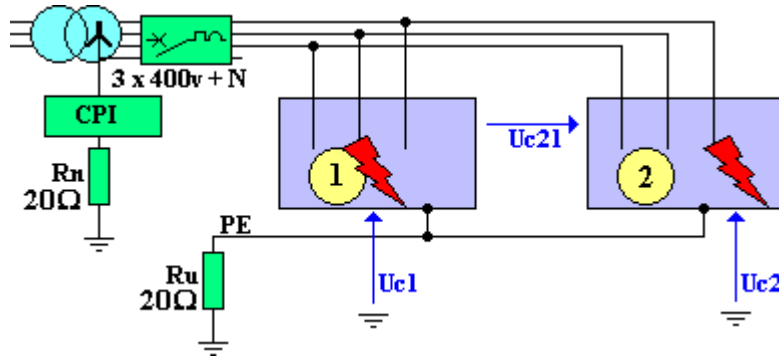 3 x 400v + N
CPI
Rn
20Ω
1
Uc21
2
PE
Ru
20Ω
Uc1
Uc2